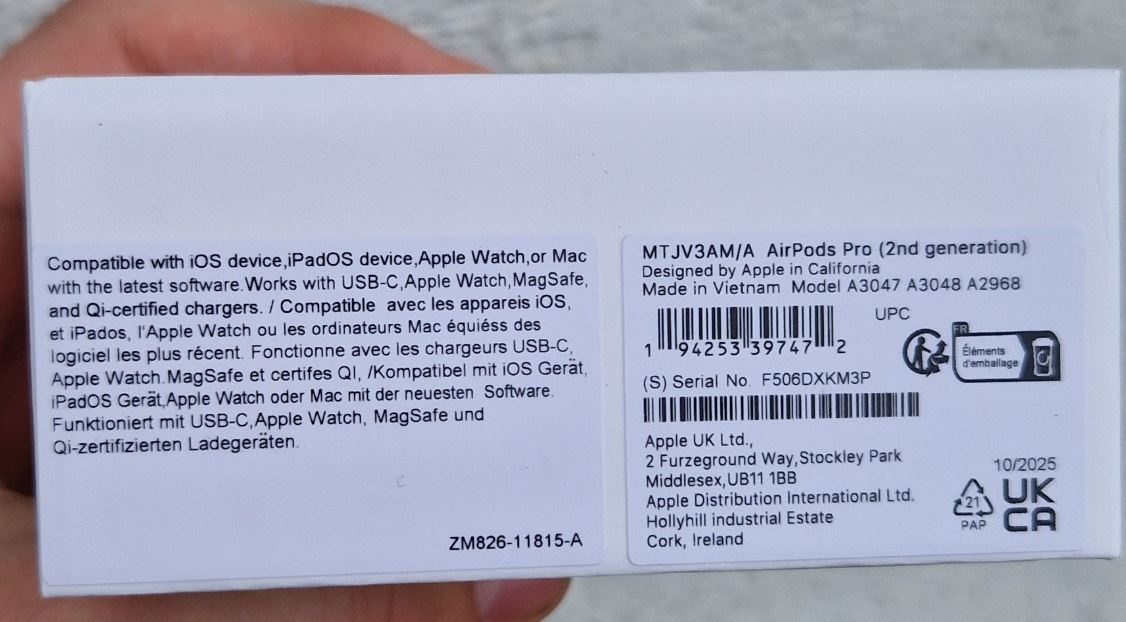 Compatible with iOS device,iPadOS device,Apple Watch,or Mac
with the latest software.Works with USB-C,Apple Watch,MagSafe,
and Qi-certified chargers. / Compatible avec les appareis iOS,
et iPados, l'Apple Watch ou les ordinateurs Mac équiéss des
logiciel les plus récent. Fonctionne avec les chargeurs USB-C,
Apple Watch.MagSafe et certifes QI, /Kompatibel mit iOS Gerät,
iPadOS Gerät,Apple Watch oder Mac mit der neuesten Software.
Funktioniert mit USB-C,Apple Watch, MagSafe und
Qi-zertifizierten Ladegeräten.
ZM826-11815-A
MTJV3AM/A AirPods Pro (2nd generation)
Designed by Apple in California
Made in Vietnam Model A3047 A3048 A2968
UPC
1 94253 39747 2
FR
Éléments
d'emballage
(S) Serial No. F506DXKM3P
Apple UK Ltd.,
2 Furzeground Way,Stockley Park
Middlesex,UB11 1BB
Apple Distribution International Ltd.
Hollyhill industrial Estate
Cork, Ireland
10/2025
21
PAP
UK
CA